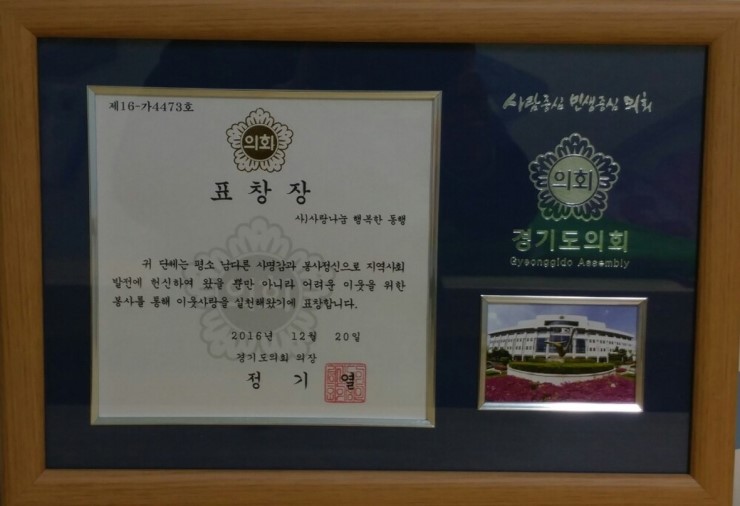 제16-가4473호
의회
표창장
사)사랑나눔 행복한 동행
귀 단체는 평소 남다른 사명감과 봉사정신으로 지역사회
발전에 헌신하여 왔을 뿐만 아니라 어려운 이웃을 위한
봉사를 통해 이웃사랑을 실천해왔기에 표창합니다.
2016년 12월 20일
경기도의회 의장
정 기 열
사람중심 민생중심 의회
의회
경기도의회
Gyeonggido Assembly